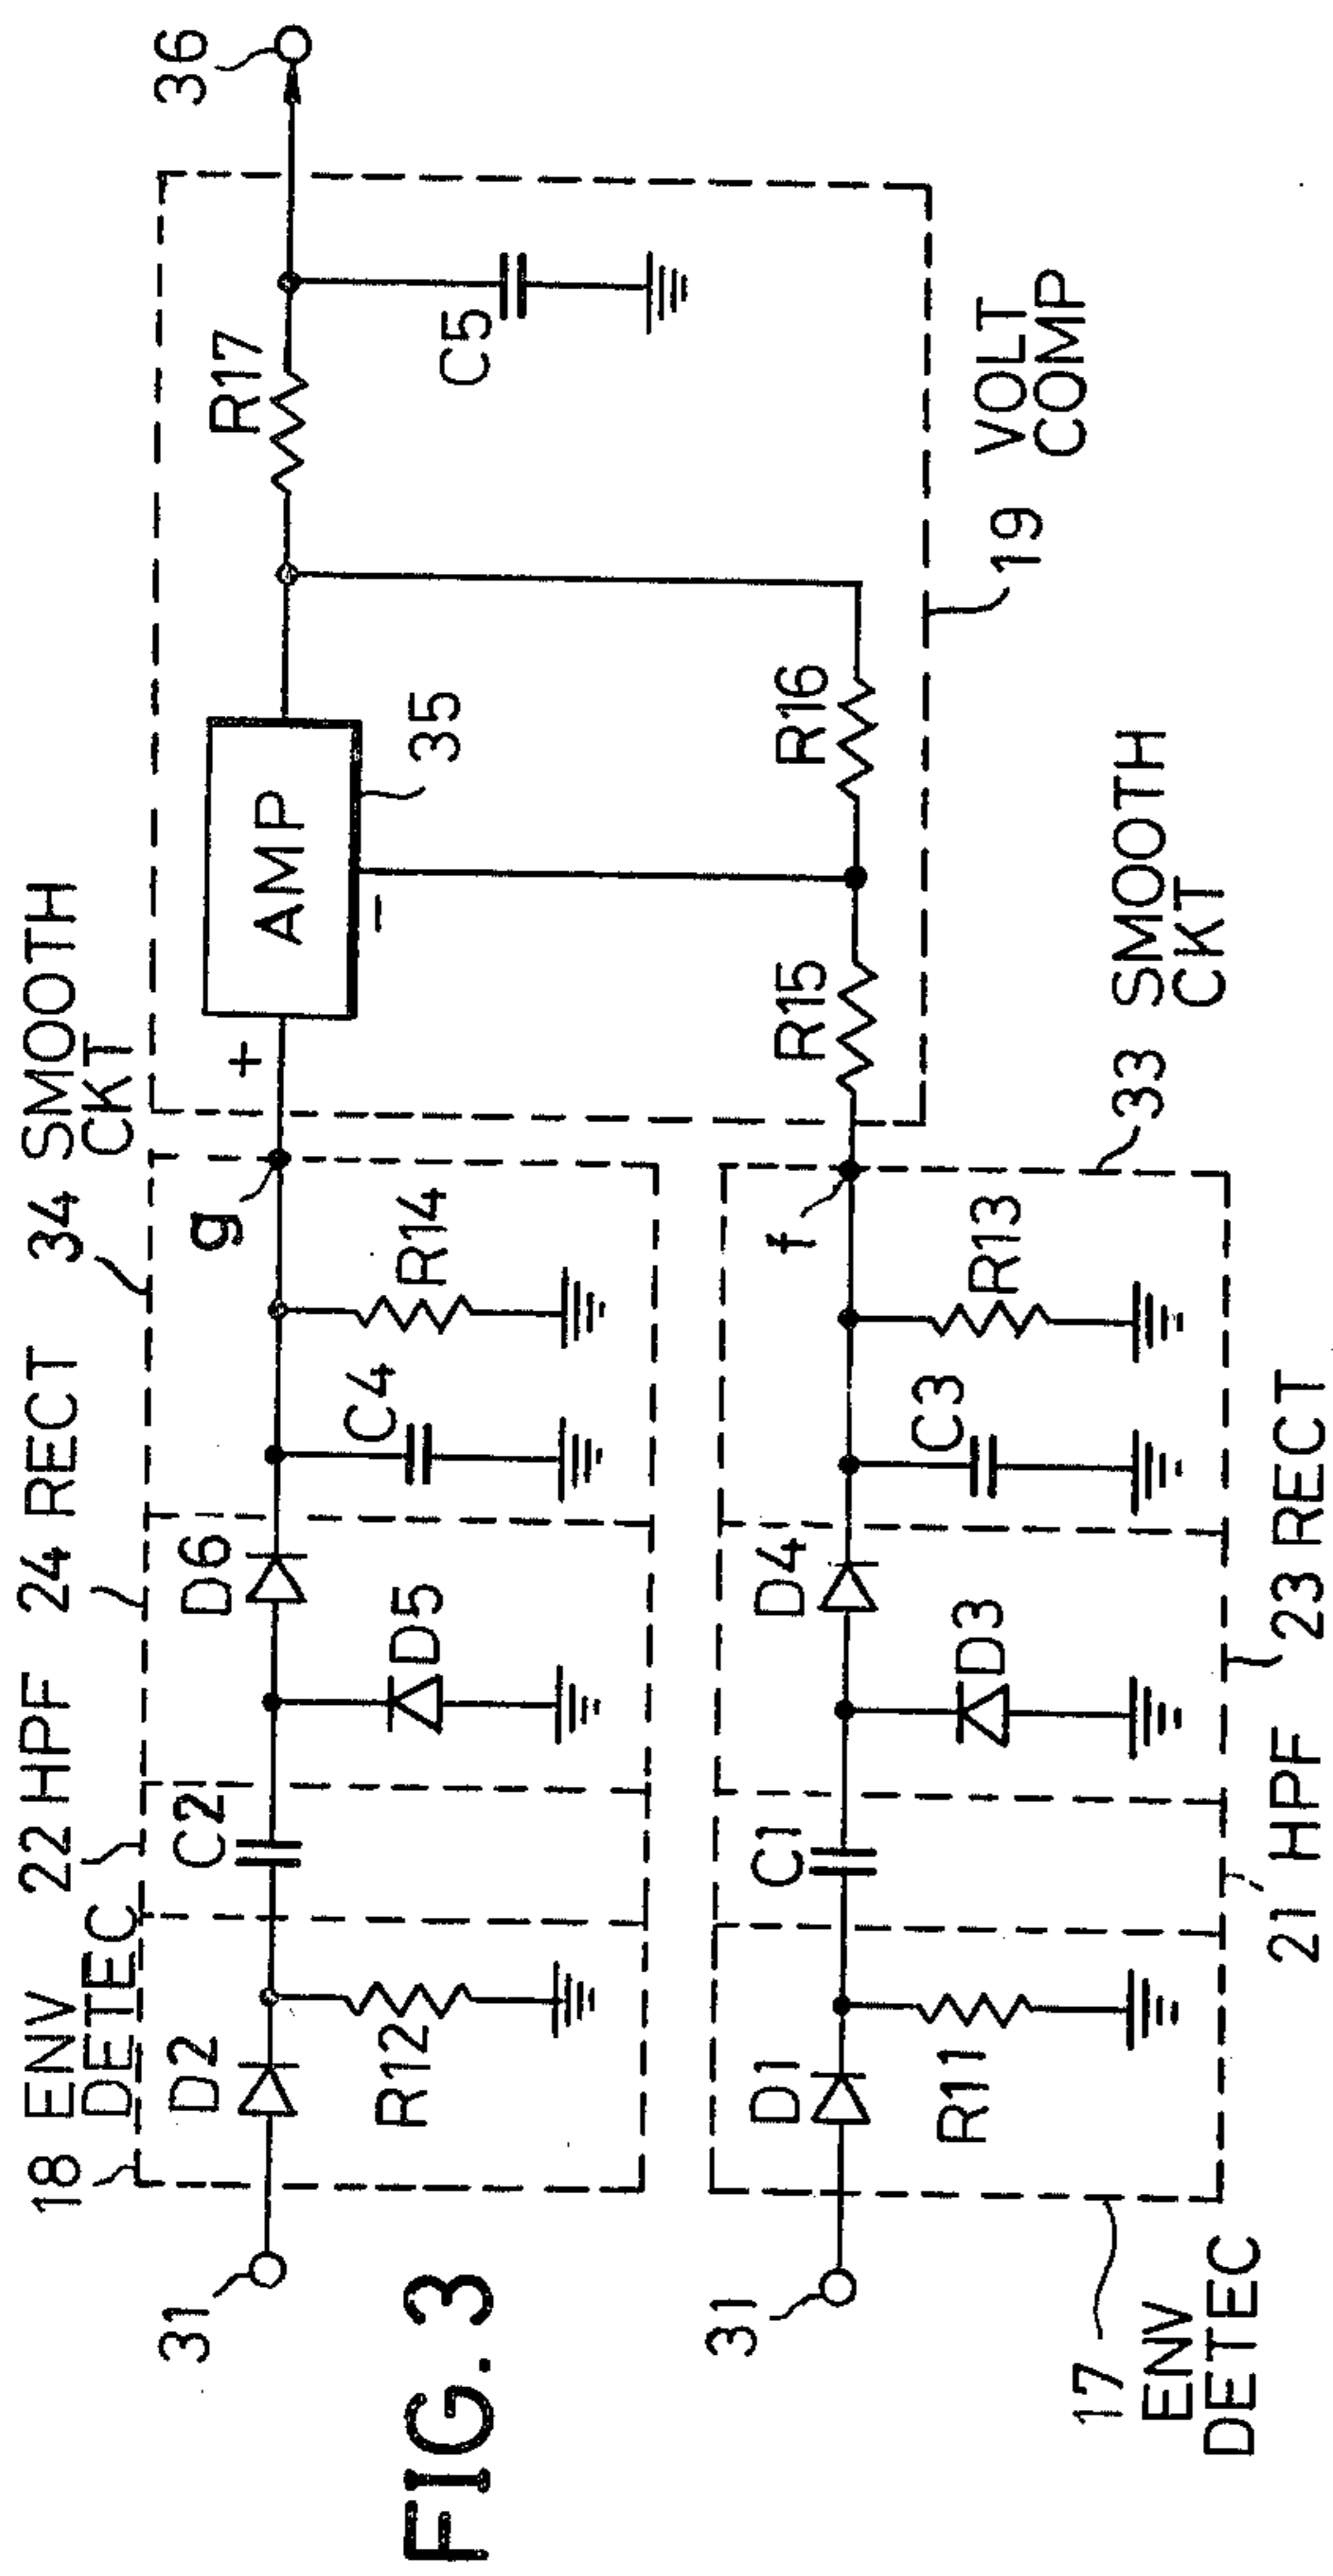 FIG. 3
18 ENV
DETEC
22 HPF
24 RECT
34 SMOOTH
CKT
31
D2
R12
C2
D5
D6
C4
R14
g
+
AMP
−
35
R17
C5
36
31
D1
R11
C1
D3
D4
C3
R13
f
R15
R16
17
ENV
DETEC
21 HPF
23 RECT
33 SMOOTH
CKT
19 VOLT
COMP